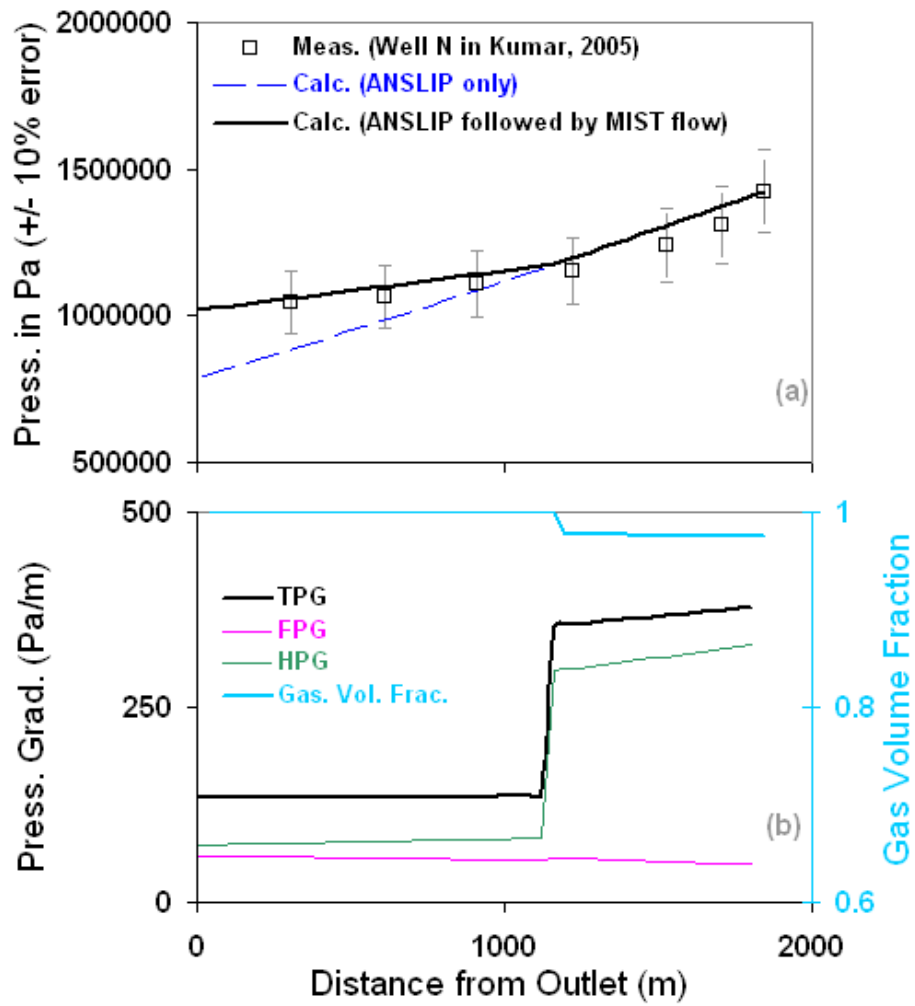 2000000
Meas. (Well N in Kumar, 2005)
Calc. (ANSLIP only)
Calc. (ANSLIP followed by MIST flow)
1500000
1000000
500000
Press. in Pa (+/- 10% error)
(a)
500
250
0
Press. Grad. (Pa/m)
TPG
FPG
HPG
Gas. Vol. Frac.
(b)
1
0.8
0.6
Gas Volume Fraction
0
1000
2000
Distance from Outlet (m)